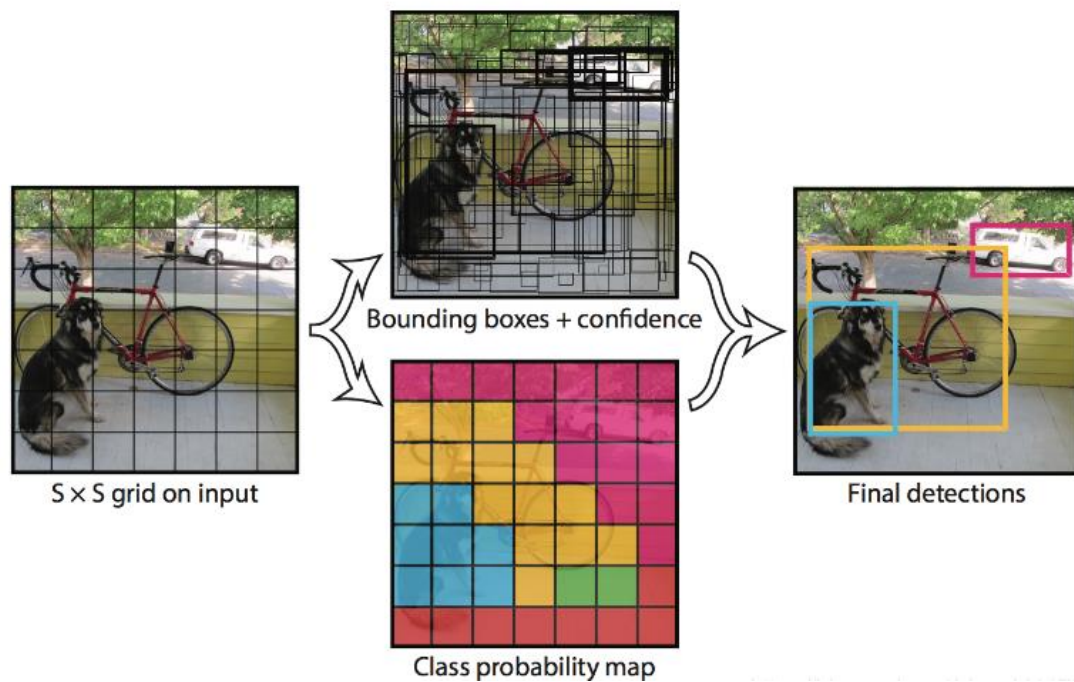 Bounding boxes + confidence
S × S grid on input
Final detections
Class probability map